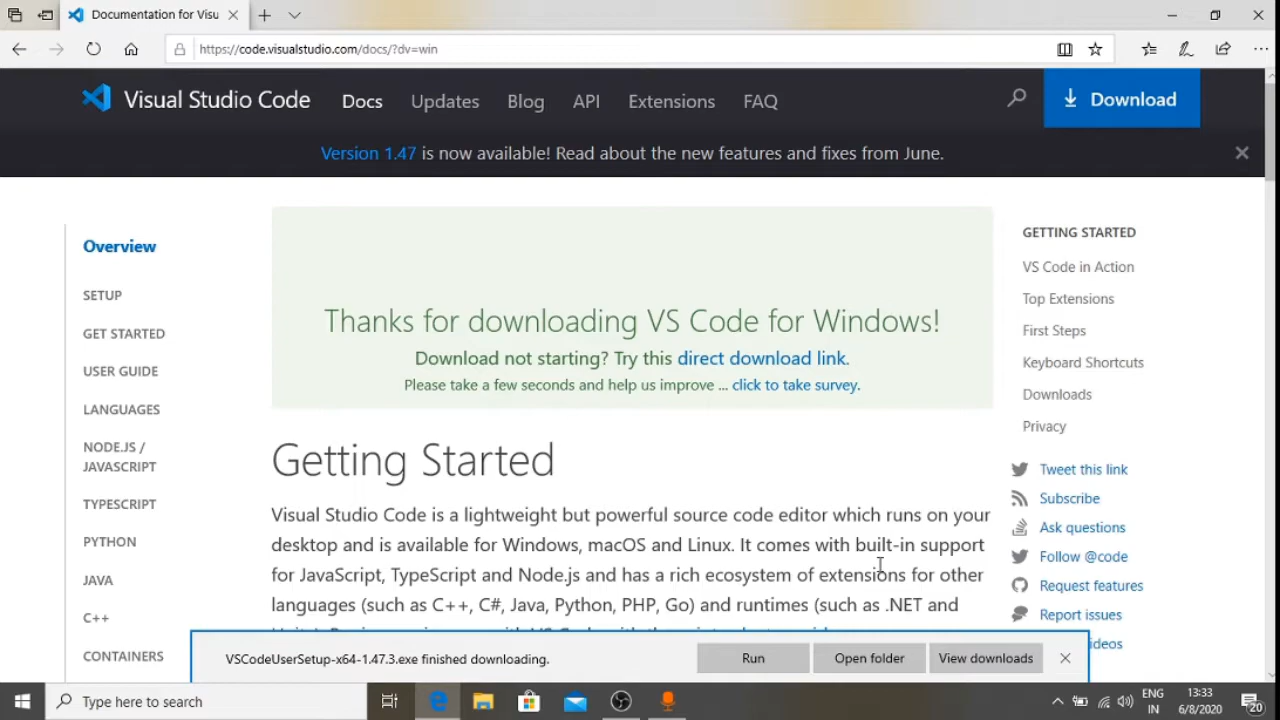 Documentation for Visu
https://code.visualstudio.com/docs/?dv=win
Visual Studio Code
Docs
Updates
Blog
API
Extensions
FAQ
Download
Version 1.47 is now available! Read about the new features and fixes from June.
Overview
SETUP
GET STARTED
USER GUIDE
LANGUAGES
NODE.JS /
JAVASCRIPT
TYPESCRIPT
PYTHON
JAVA
C++
CONTAINERS
Thanks for downloading VS Code for Windows!
Download not starting? Try this direct download link.
Please take a few seconds and help us improve ... click to take survey.
Getting Started
Visual Studio Code is a lightweight but powerful source code editor which runs on your
desktop and is available for Windows, macOS and Linux. It comes with built-in support
for JavaScript, TypeScript and Node.js and has a rich ecosystem of extensions for other
languages (such as C++, C#, Java, Python, PHP, Go) and runtimes (such as .NET and
GETTING STARTED
VS Code in Action
Top Extensions
First Steps
Keyboard Shortcuts
Downloads
Privacy
Tweet this link
Subscribe
Ask questions
Follow @code
Request features
Report issues
VSCodeUserSetup-x64-1.47.3.exe finished downloading.
Run
Open folder
View downloads
Type here to search
ENG
IN
13:33
6/8/2020
20